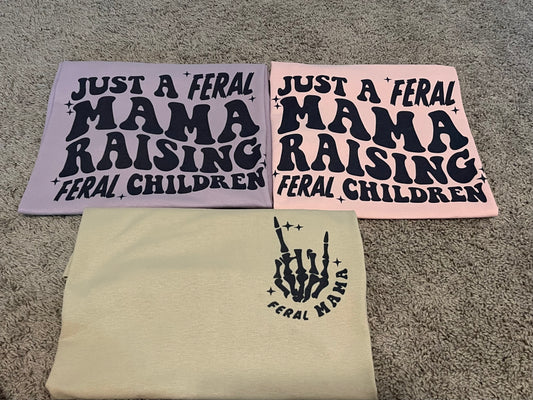 JUST A FERAL
MAMA
RAISING
FERAL CHILDREN
JUST A FERAL
MAMA
RAISING
FERAL CHILDREN
FERAL MAMA